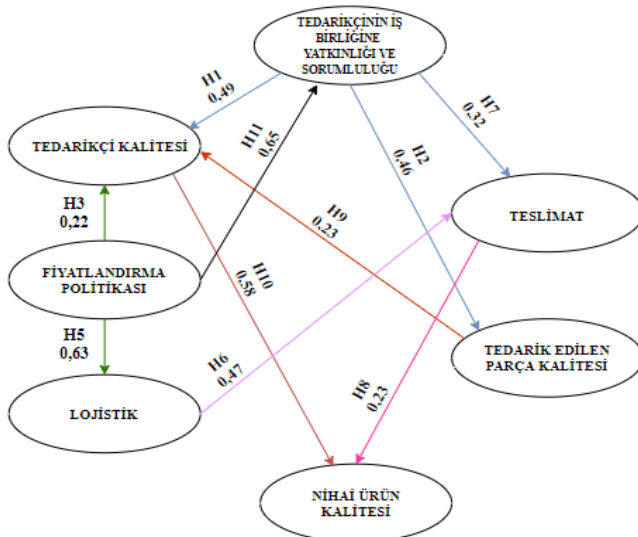 TEDARİKÇİNİN İŞ
BİRLİĞİNE
YATKINLIĞI VE
SORUMLULUĞU
H1
0,49
H11
0,65
H2
0,46
H7
0.32
TEDARİKÇİ KALİTESİ
H9
0,23
TESLİMAT
H3
0,22
FİYATLANDIRMA
POLİTİKASI
H10
0,58
H5
0,63
H6
0,47
H8
0,23
TEDARİK EDİLEN
PARÇA KALİTESİ
LOJİSTİK
NİHAİ ÜRÜN
KALİTESİ